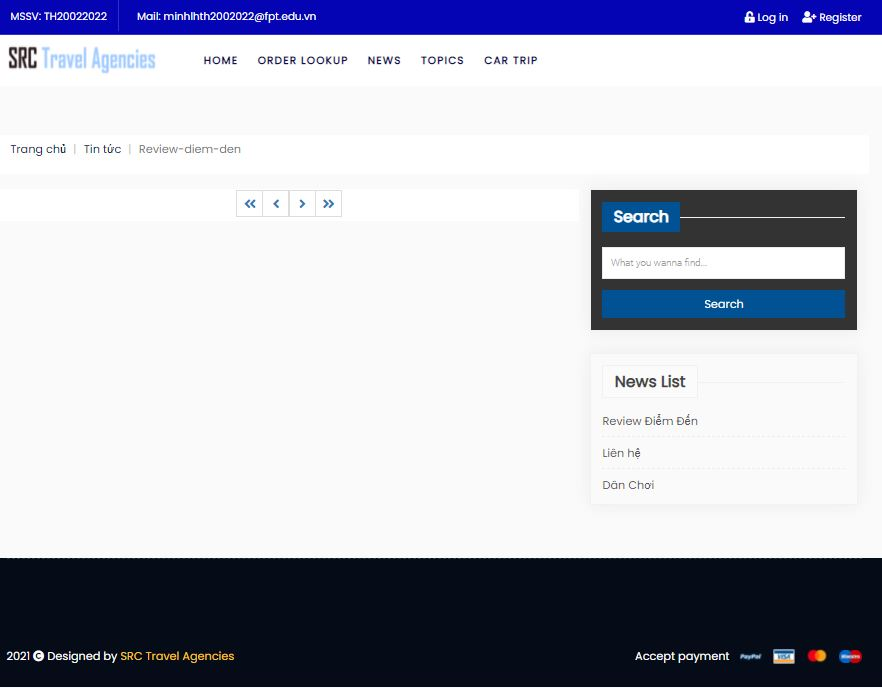 MSSV: TH20022022 Mail: minhlhth2002022@fpt.edu.vn Log in Register
SRC Travel Agencies HOME ORDER LOOKUP NEWS TOPICS CAR TRIP
Trang chủ | Tin tức | Review-diem-den
Search
What you wanna find...
Search
News List
Review Điểm Đến
Liên hệ
Dân Chơi
2021 © Designed by SRC Travel Agencies Accept payment PayPal VISA Maestro